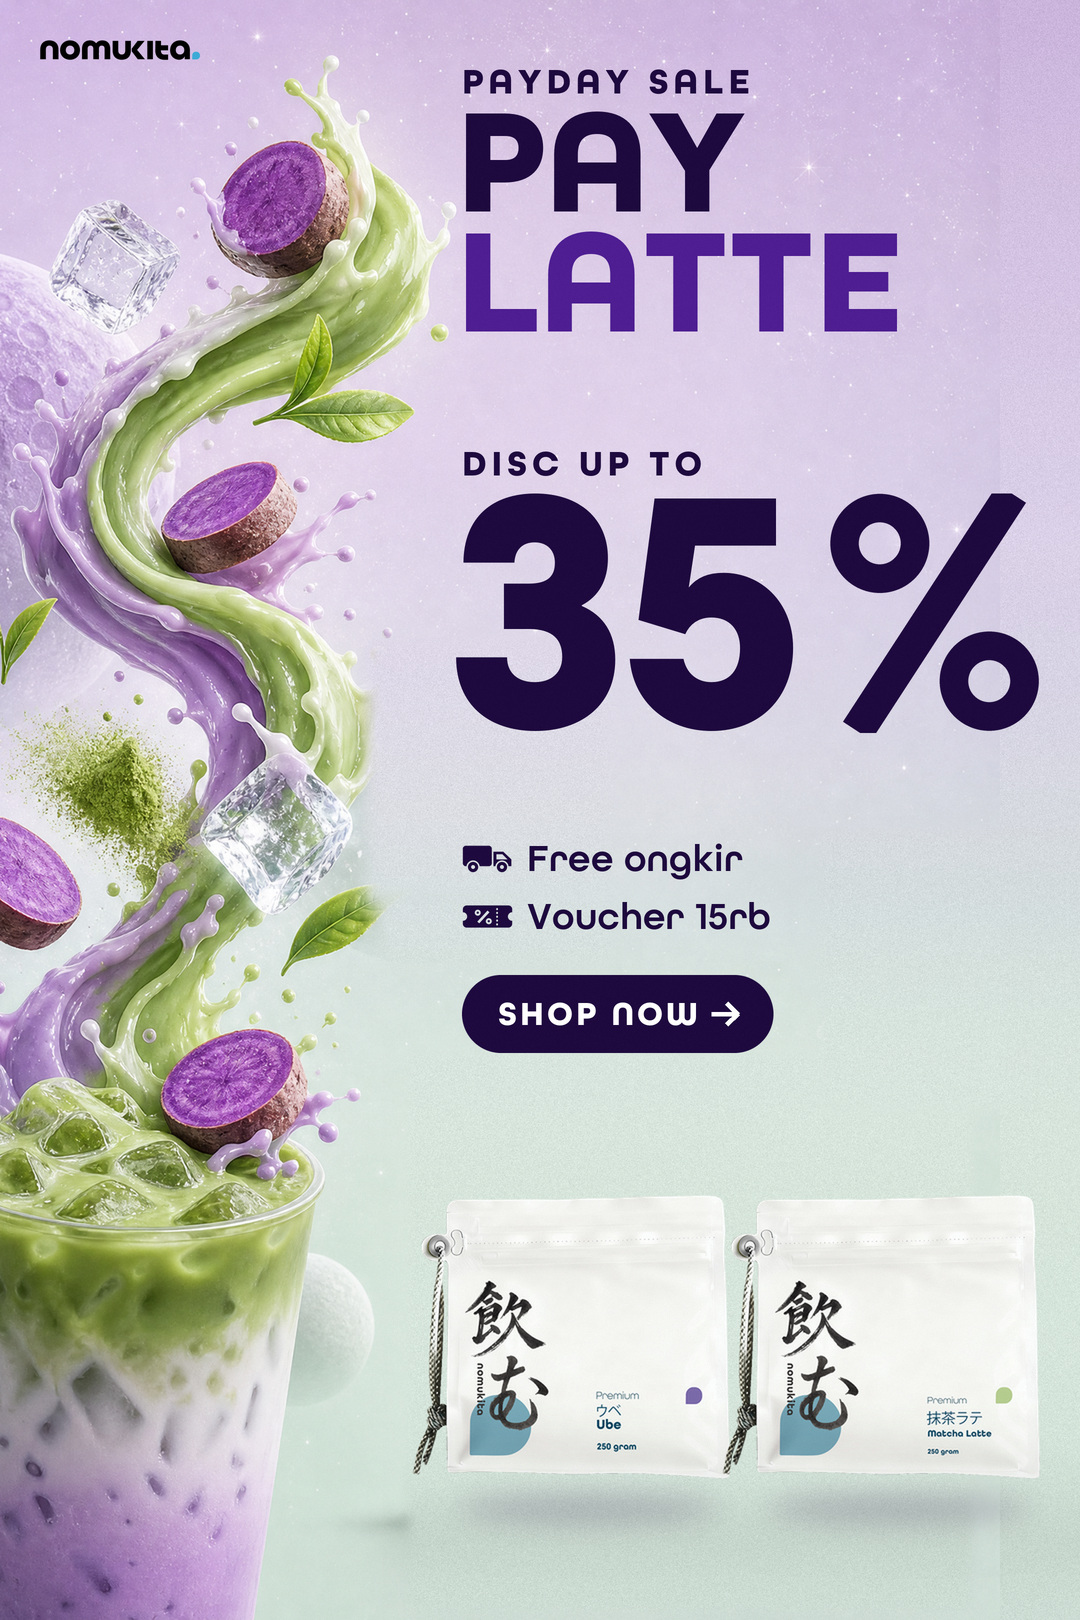 nomukita.
PAYDAY SALE
PAY
LATTE
DISC UP TO
35%
Free ongkir
%
Voucher 15rb
SHOP NOW →
飲む
nomukita
Premium
ウベ
Ube
250 gram
飲む
nomukita
Premium
抹茶ラテ
Matcha Latte
250 gram